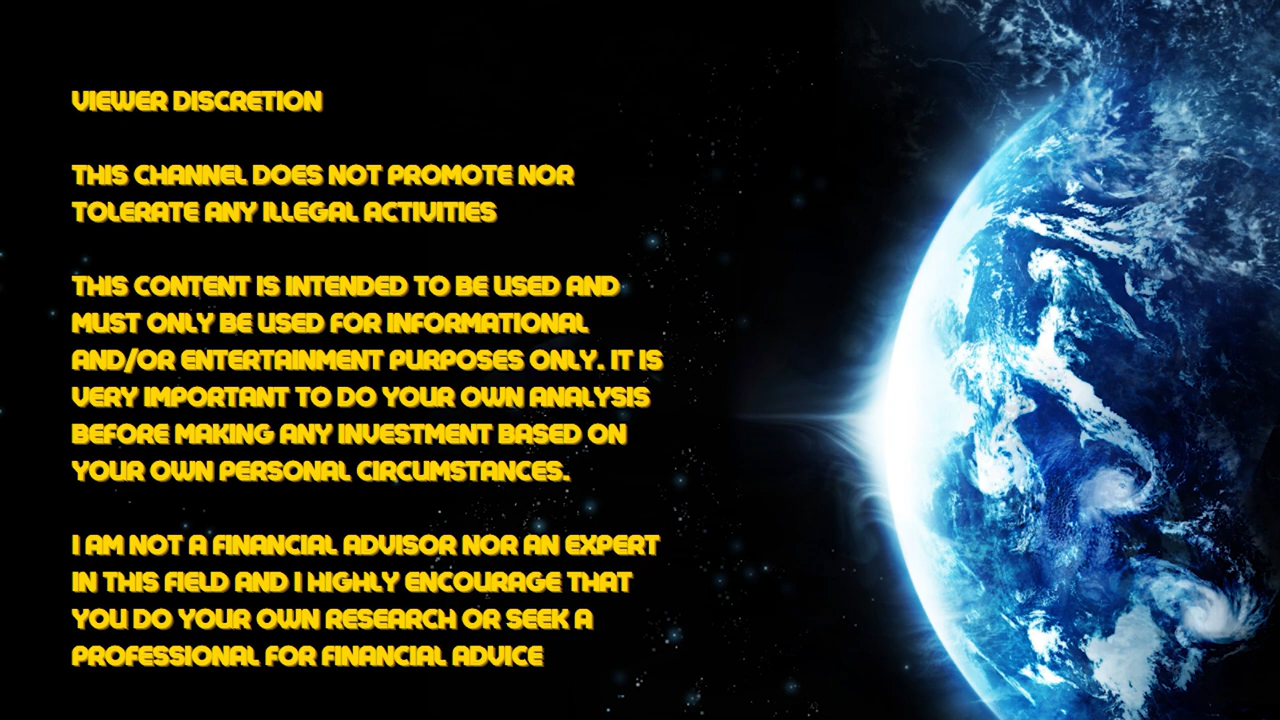 VIEWER DISCRETION
THIS CHANNEL DOES NOT PROMOTE NOR
TOLERATE ANY ILLEGAL ACTIVITIES
THIS CONTENT IS INTENDED TO BE USED AND
MUST ONLY BE USED FOR INFORMATIONAL
AND/OR ENTERTAINMENT PURPOSES ONLY. IT IS
VERY IMPORTANT TO DO YOUR OWN ANALYSIS
BEFORE MAKING ANY INVESTMENT BASED ON
YOUR OWN PERSONAL CIRCUMSTANCES.
I AM NOT A FINANCIAL ADVISOR NOR AN EXPERT
IN THIS FIELD AND I HIGHLY ENCOURAGE THAT
YOU DO YOUR OWN RESEARCH OR SEEK A
PROFESSIONAL FOR FINANCIAL ADVICE